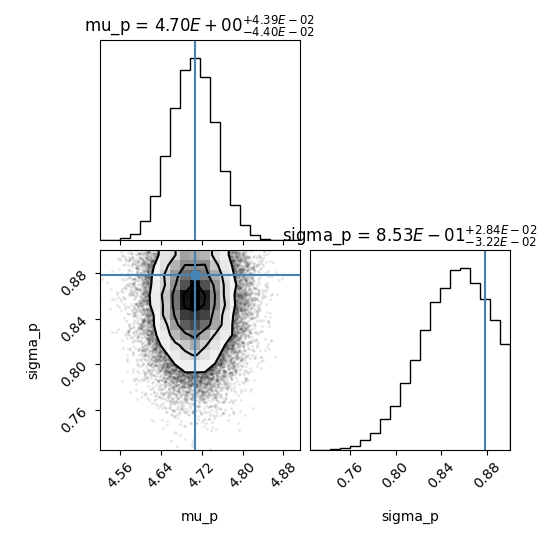 mu_p = 4.70E + 00+4.39E − 02 −4.40E − 02
sigma_p = 8.53E − 01+2.84E − 02 −3.22E − 02
sigma_p
0.88
0.84
0.80
0.76
4.56 4.64 4.72 4.80 4.88
0.76 0.80 0.84 0.88
mu_p
sigma_p